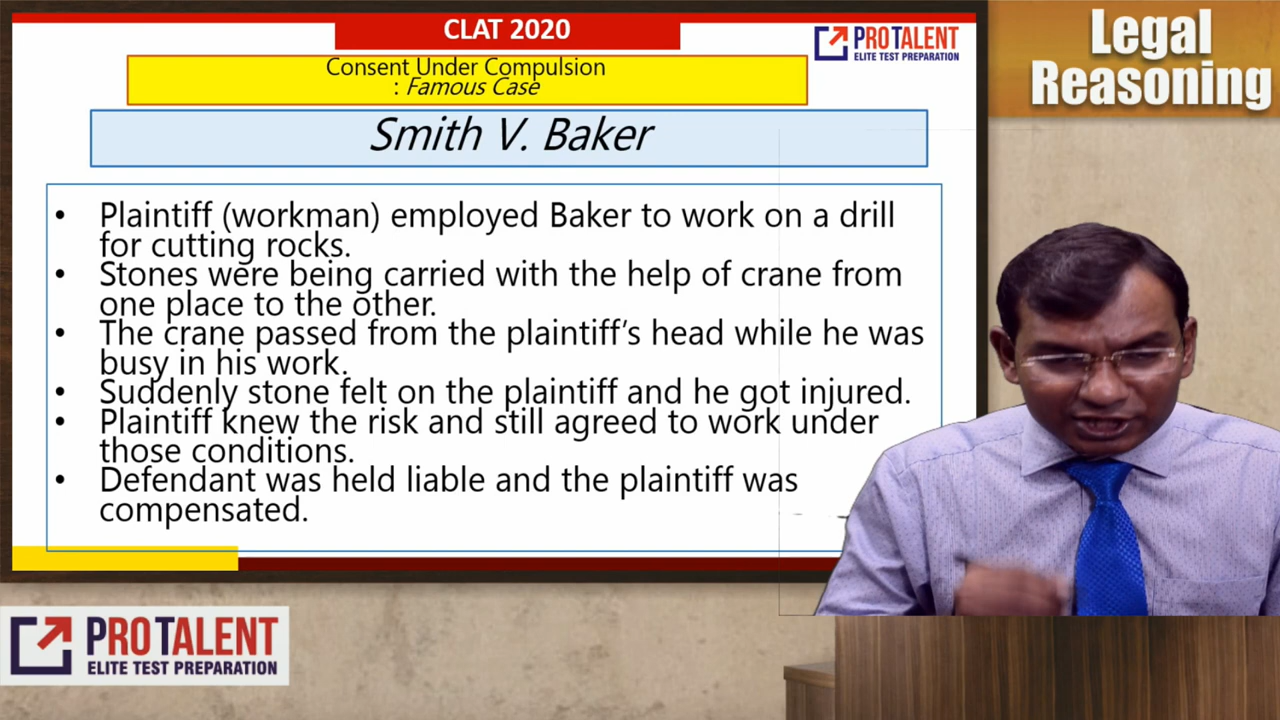 CLAT 2020
PROTALENT
ELITE TEST PREPARATION
Legal
Reasoning
Consent Under Compulsion
: Famous Case
Smith V. Baker
• Plaintiff (workman) employed Baker to work on a drill
for cutting rocks.
• Stones were being carried with the help of crane from
one place to the other.
• The crane passed from the plaintiff’s head while he was
busy in his work.
• Suddenly stone felt on the plaintiff and he got injured.
• Plaintiff knew the risk and still agreed to work under
those conditions.
• Defendant was held liable and the plaintiff was
compensated.
PROTALENT
ELITE TEST PREPARATION